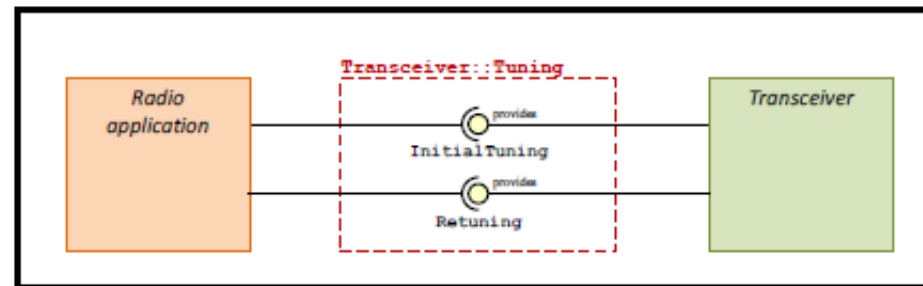 Transceiver::Tuning
Radio
application
Transceiver
provides
InitialTuning
provides
Retuning